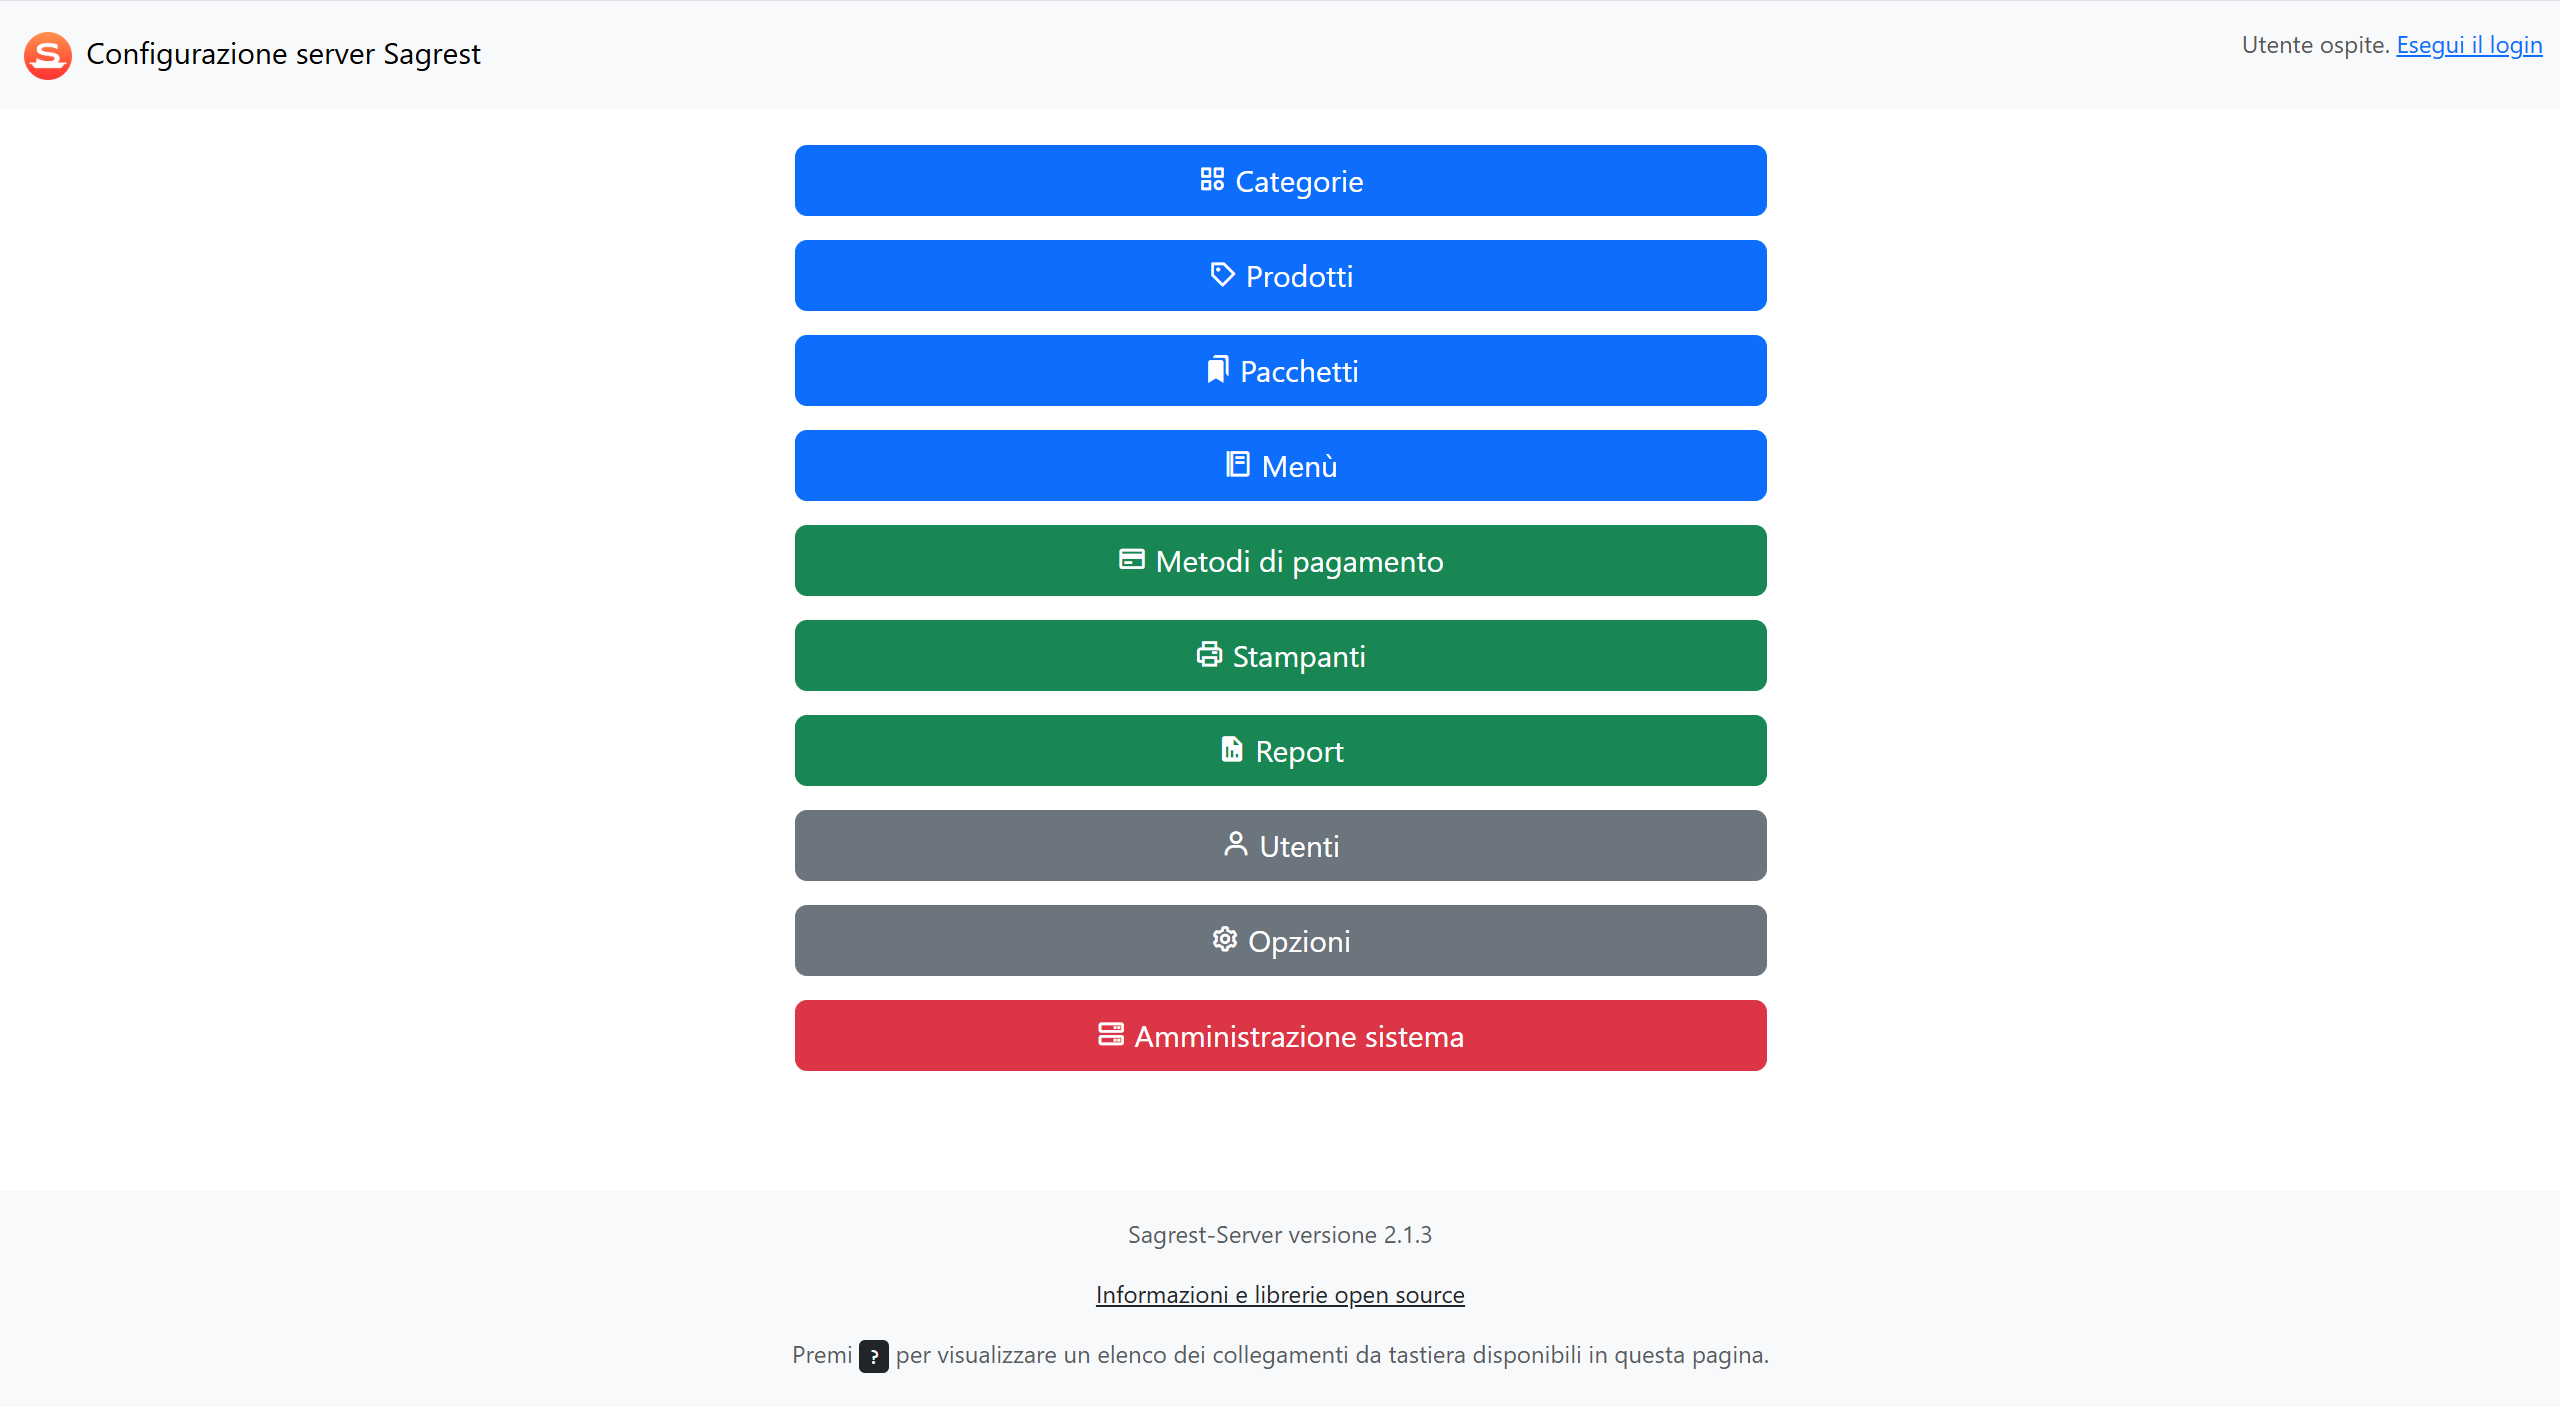 Configurazione server Sagrest
Utente ospite. Esegui il login
Categorie
Prodotti
Pacchetti
Menù
Metodi di pagamento
Stampanti
Report
Utenti
Opzioni
Amministrazione sistema
Sagrest-Server versione 2.1.3
Informazioni e librerie open source
Premi ? per visualizzare un elenco dei collegamenti da tastiera disponibili in questa pagina.